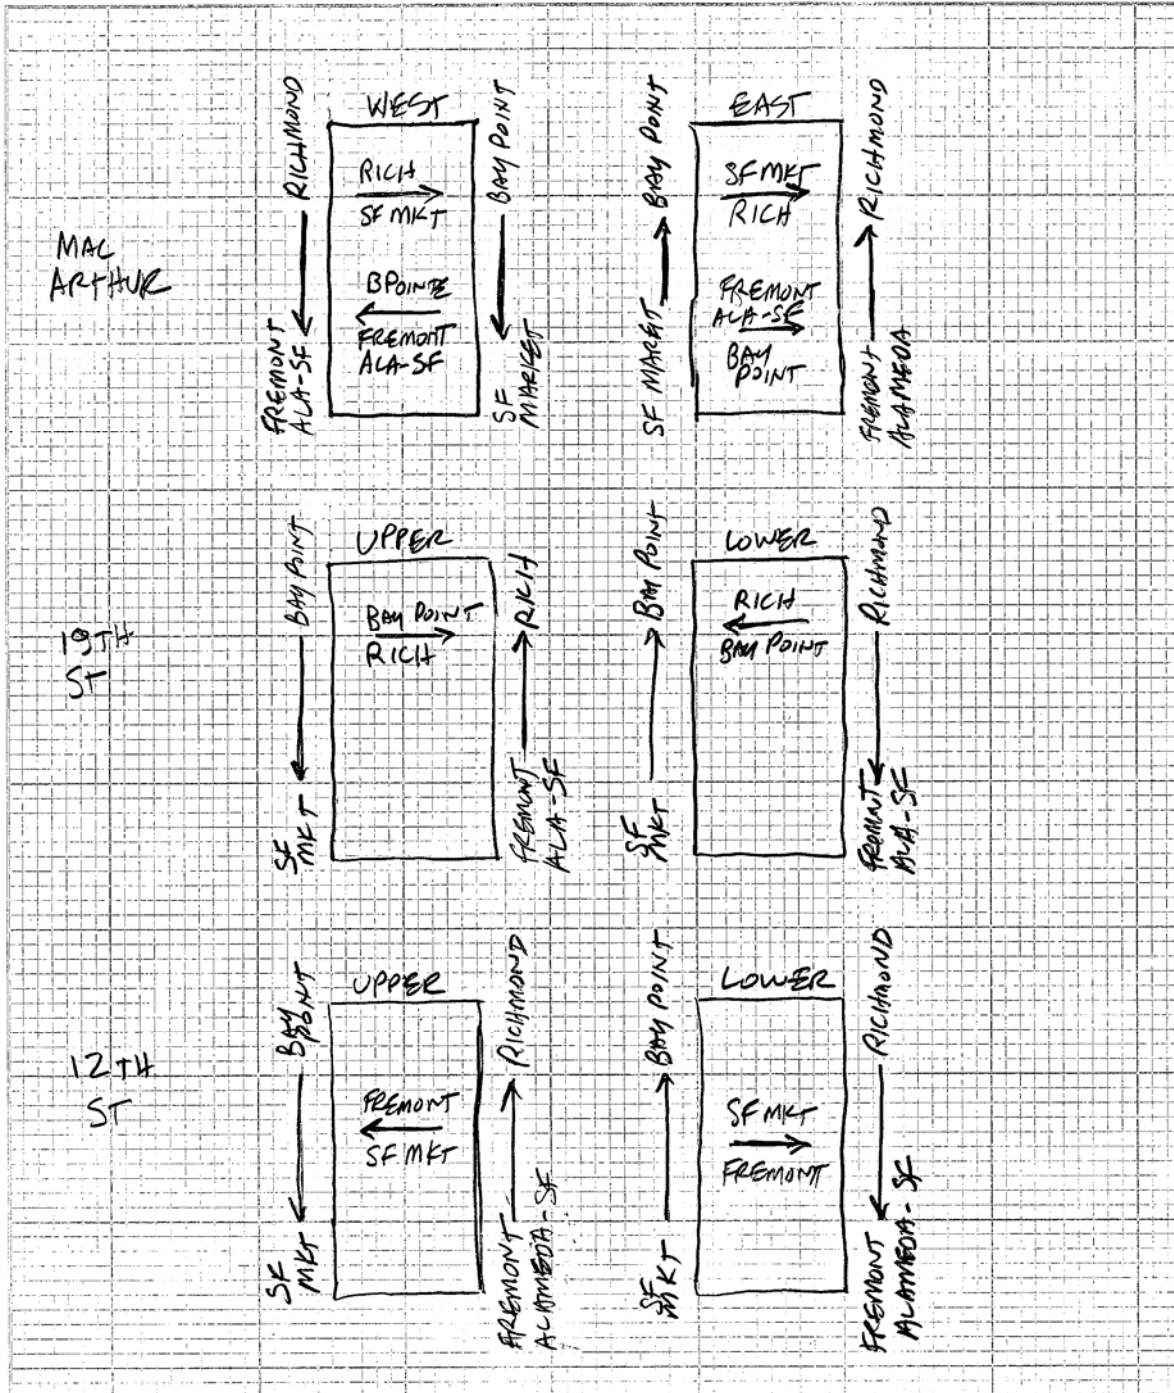 MAC
ARTHUR
RICHMOND
FREMONT
ALA-SF
WEST
RICH
SF MKT
BPOINTE
FREMONT
ALA-SF
BAY POINT
SF
MARKET
BAY POINT
SF MARET
EAST
SF MKT
RICH
FREMONT
ALA-SF
BAY
POINT
RICHMOND
FREMONT
ALAMEDA
19TH
ST
BAY POINT
SF
MKT
UPPER
BAY POINT
RICH
RICH
FREMONT
ALA-SF
BAY POINT
SF
MKT
LOWER
RICH
BAY POINT
RICHMOND
FREMONT
ALA-SF
12TH
ST
BAY
POINT
SF
MKT
UPPER
FREMONT
SF MKT
RICHMOND
FREMONT
ALAMEDA-SF
BAY POINT
SF
MKT
LOWER
SF MKT
FREMONT
RICHMOND
FREMONT
ALAMEDA-SF